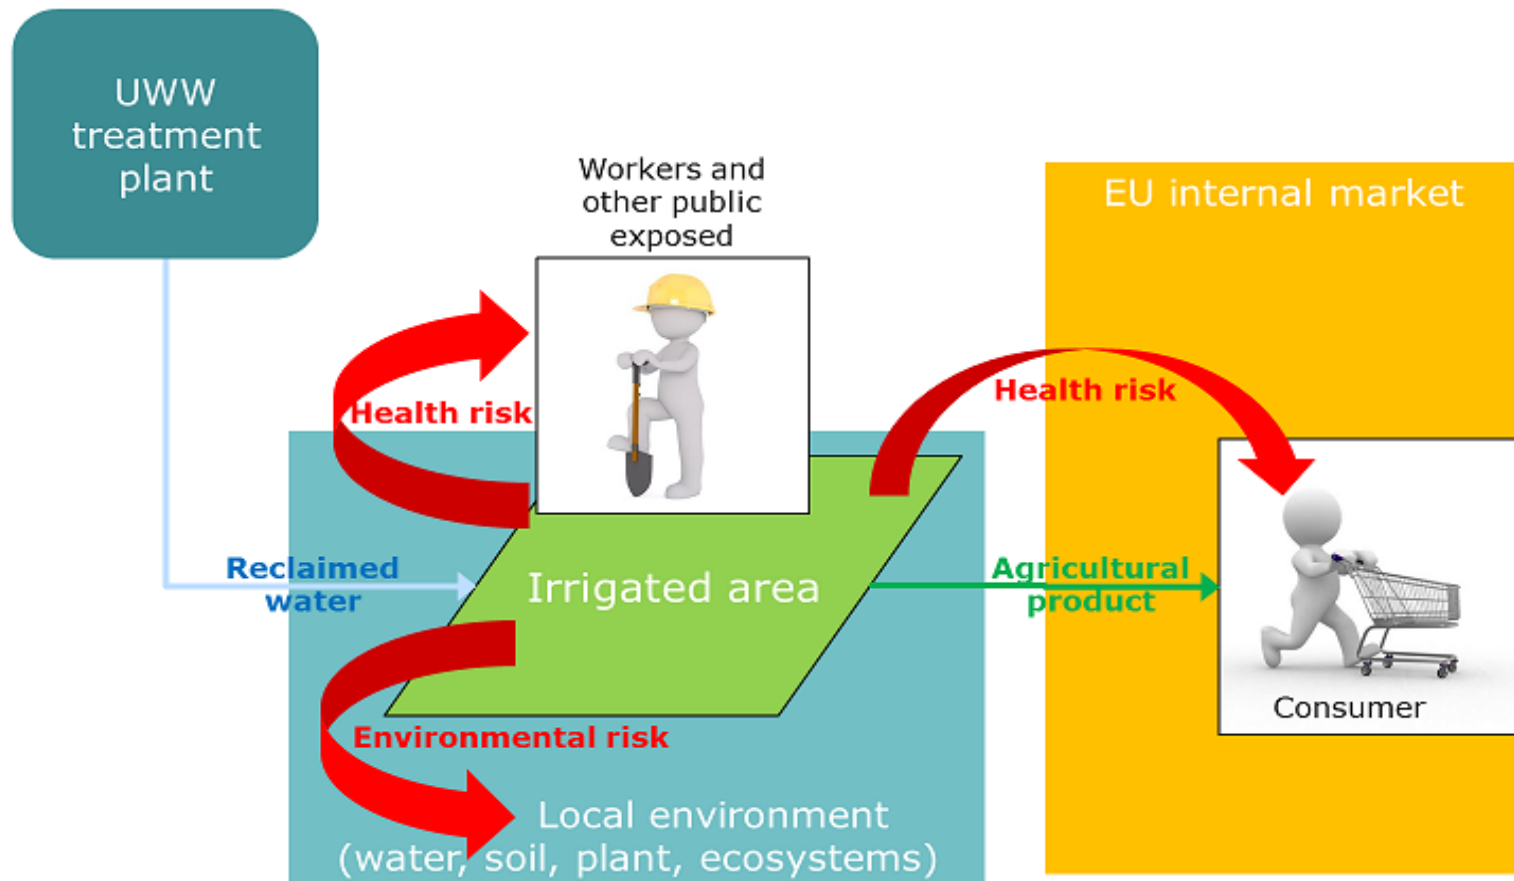 UWW
treatment
plant
Workers and
other public
exposed
EU internal market
Health risk
Health risk
Reclaimed
water
Irrigated area
Agricultural
product
Consumer
Environmental risk
Local environment
(water, soil, plant, ecosystems)